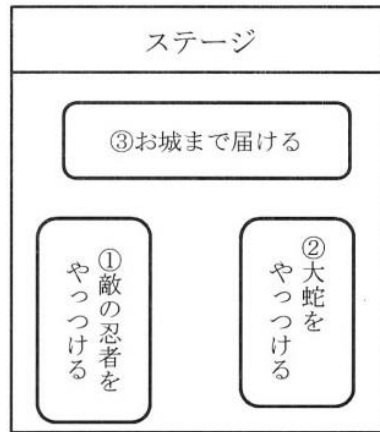 ステージ
③お城まで届ける
①敵の忍者を
やっつける
②大蛇を
やっつける